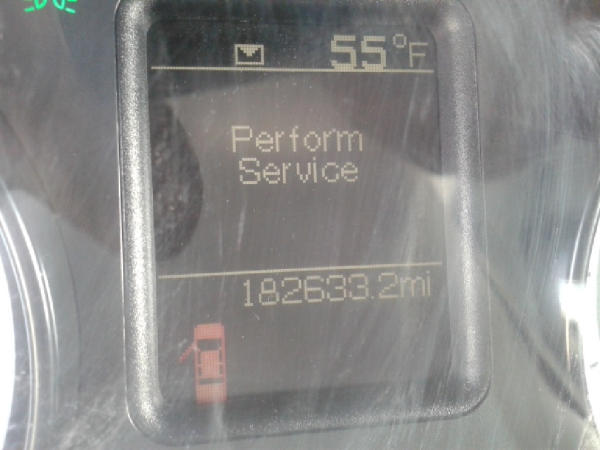 55°F
Perform
Service
182633.2mi